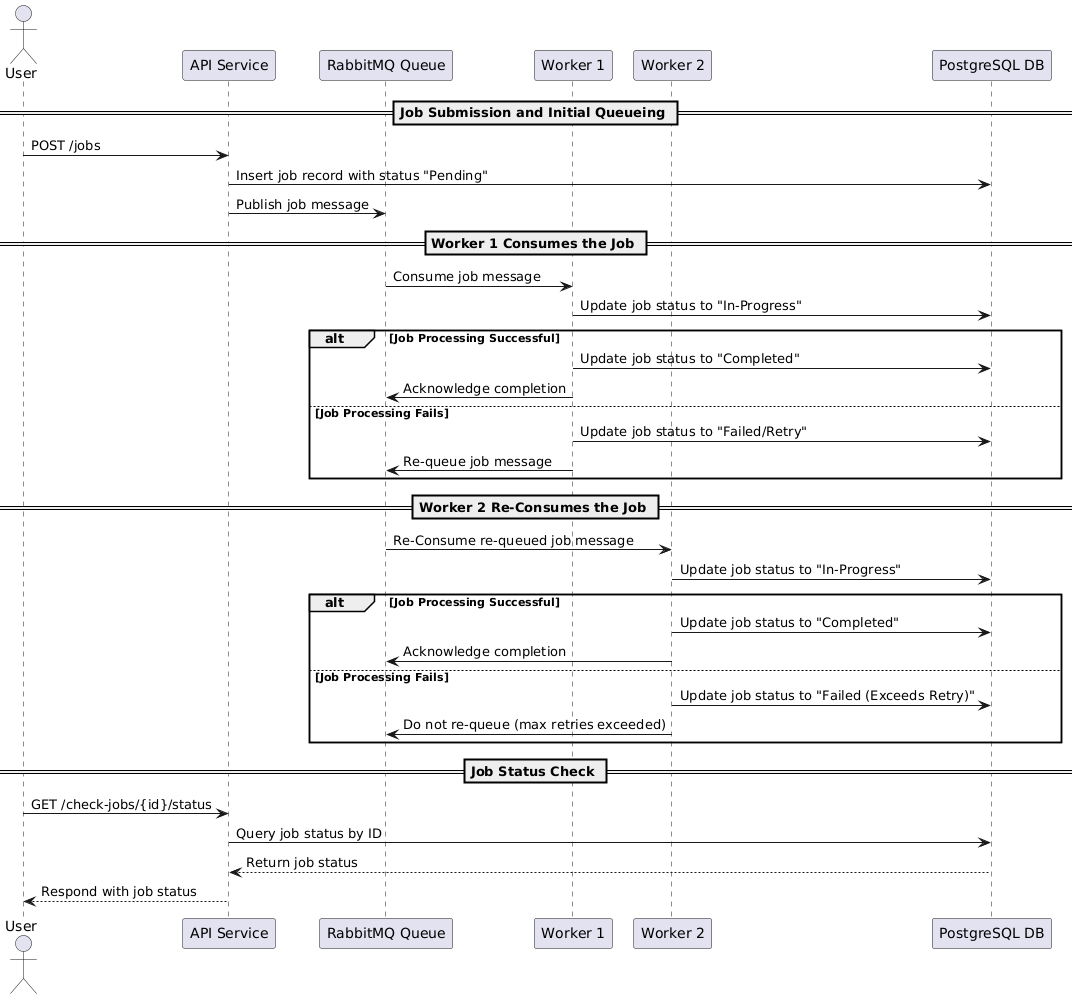 User
API Service
RabbitMQ Queue
Worker 1
Worker 2
PostgreSQL DB
Job Submission and Initial Queueing
POST /jobs
Insert job record with status "Pending"
Publish job message
Worker 1 Consumes the Job
Consume job message
Update job status to "In-Progress"
alt
[Job Processing Successful]
Update job status to "Completed"
Acknowledge completion
[Job Processing Fails]
Update job status to "Failed/Retry"
Re-queue job message
Worker 2 Re-Consumes the Job
Re-Consume re-queued job message
Update job status to "In-Progress"
alt
[Job Processing Successful]
Update job status to "Completed"
Acknowledge completion
[Job Processing Fails]
Update job status to "Failed (Exceeds Retry)"
Do not re-queue (max retries exceeded)
Job Status Check
GET /check-jobs/{id}/status
Query job status by ID
Return job status
Respond with job status
User
API Service
RabbitMQ Queue
Worker 1
Worker 2
PostgreSQL DB